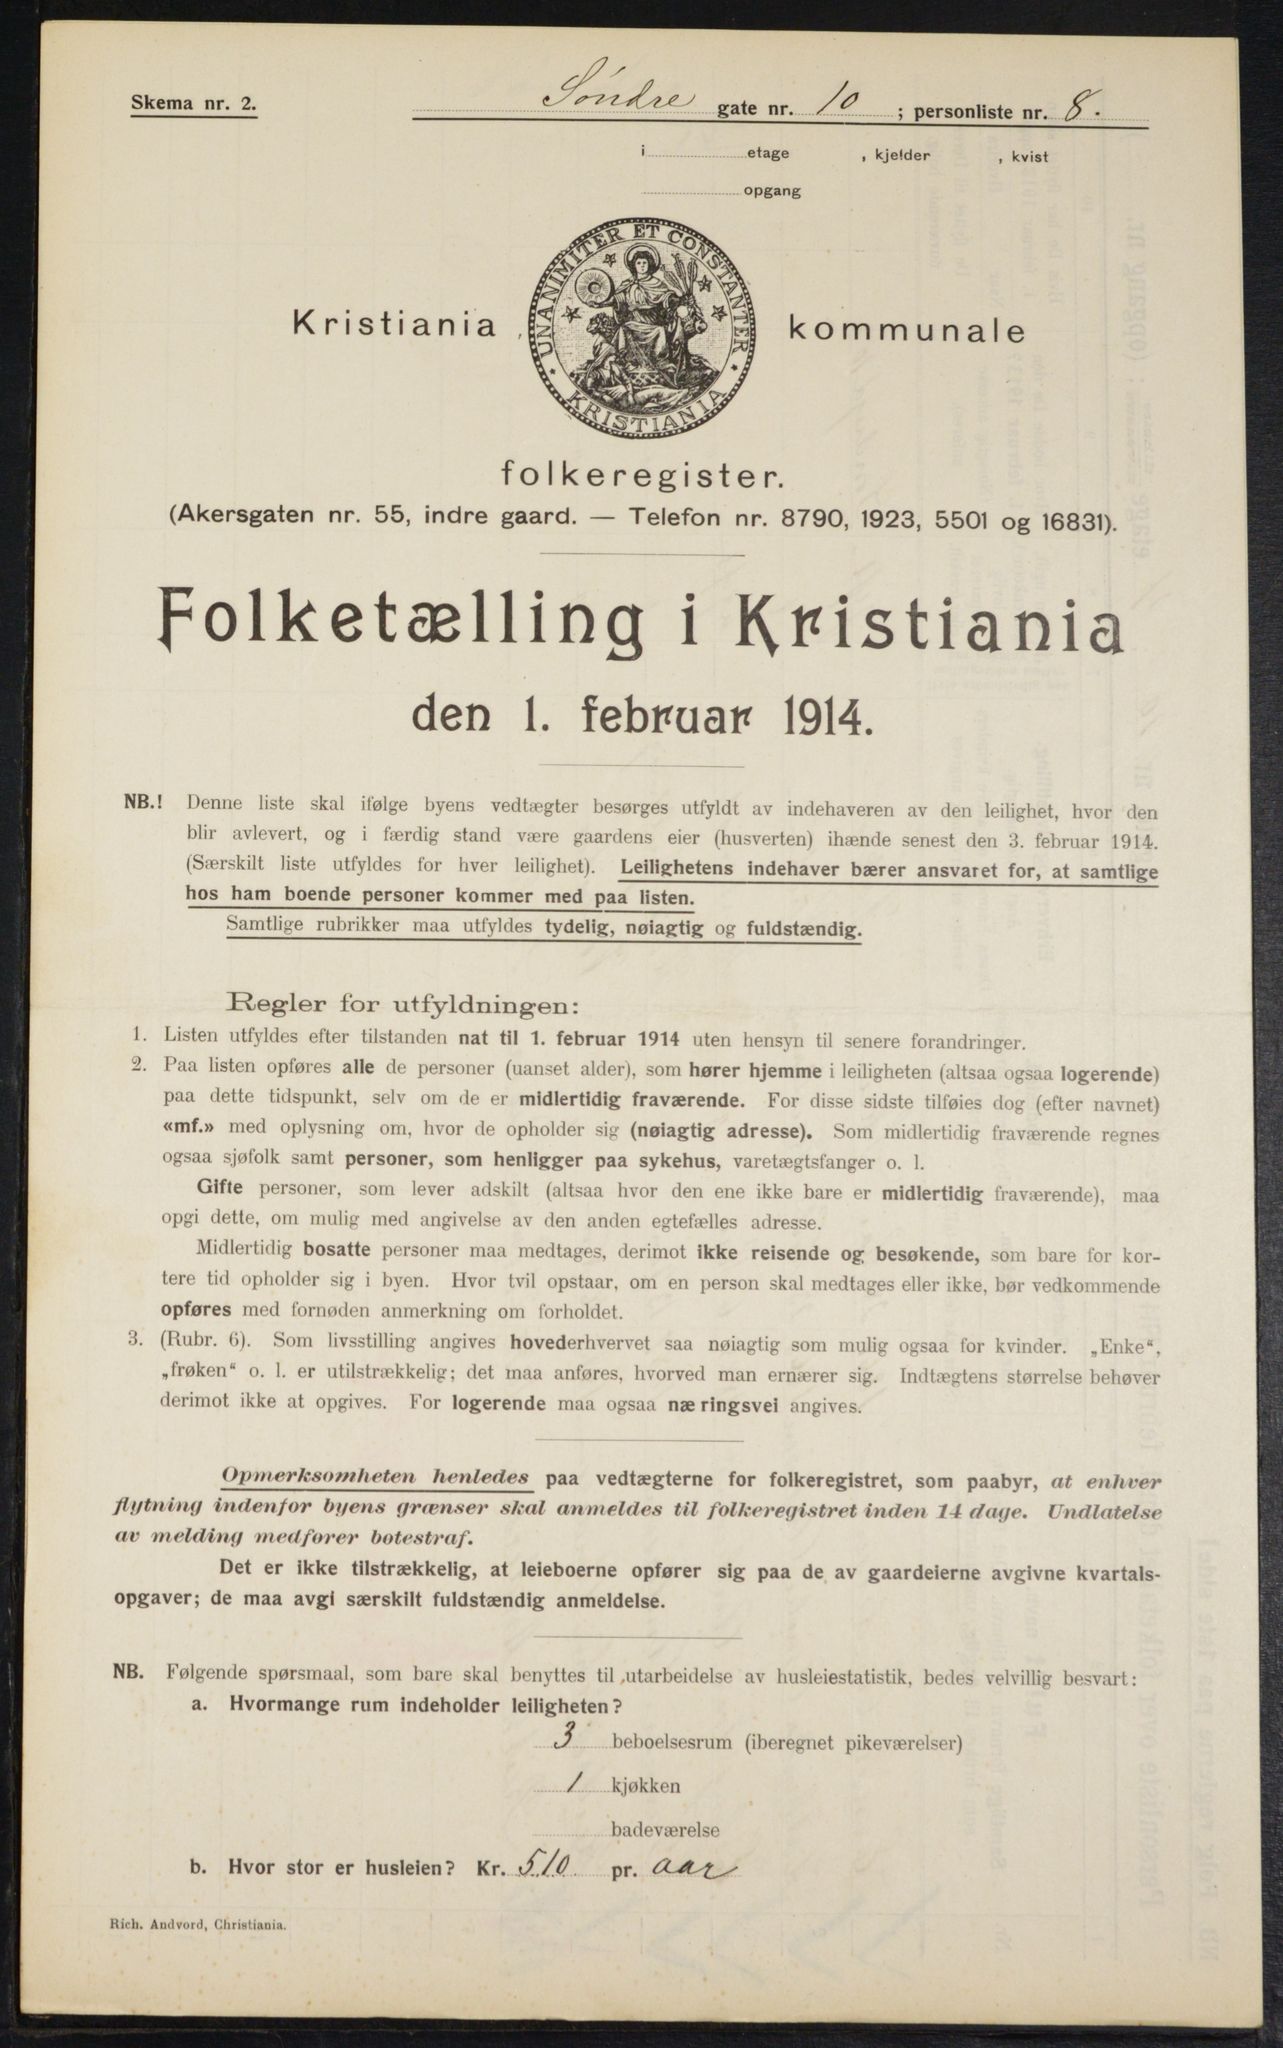 Skema nr. 2.
Söndre gate nr. 10 ; personliste nr. 8.
i etage , kjelder , kvist
opgang
UNANIMITER ET CONSTANTER
KRISTIANIA
Kristiania kommunale
folkeregister.
(Akersgaten nr. 55, indre gaard. — Telefon nr. 8790, 1923, 5501 og 16831).
Folketælling i Kristiania
den 1. februar 1914.
NB.! Denne liste skal ifølge byens vedtægter besørges utfyldt av indehaveren av den leilighet, hvor den
blir avlevert, og i færdig stand være gaardens eier (husverten) ihænde senest den 3. februar 1914.
(Særskilt liste utfyldes for hver leilighet). Leilighetens indehaver bærer ansvaret for, at samtlige
hos ham boende personer kommer med paa listen.
Samtlige rubrikker maa utfyldes tydelig, nøiagtig og fuldstændig.
Regler for utfyldningen:
1. Listen utfyldes efter tilstanden nat til 1. februar 1914 uten hensyn til senere forandringer.
2. Paa listen opføres alle de personer (uanset alder), som hører hjemme i leiligheten (altsaa ogsaa logerende)
paa dette tidspunkt, selv om de er midlertidig fraværende. For disse sidste tilføies dog (efter navnet)
«mf.» med oplysning om, hvor de opholder sig (nøiagtig adresse). Som midlertidig fraværende regnes
ogsaa sjøfolk samt personer, som henligger paa sykehus, varetægtsfanger o. l.
Gifte personer, som lever adskilt (altsaa hvor den ene ikke bare er midlertidig fraværende), maa
opgi dette, om mulig med angivelse av den anden egtefælles adresse.
Midlertidig bosatte personer maa medtages, derimot ikke reisende og besøkende, som bare for kor-
tere tid opholder sig i byen. Hvor tvil opstaar, om en person skal medtages eller ikke, bør vedkommende
opføres med fornøden anmerkning om forholdet.
3. (Rubr. 6). Som livsstilling angives hovederhvervet saa nøiagtig som mulig ogsaa for kvinder. „Enke“,
„frøken“ o. l. er utilstrækkelig; det maa anføres, hvorved man ernærer sig. Indtægtens størrelse behøver
derimot ikke at opgives. For logerende maa ogsaa næringsvei angives.
Opmerksomheten henledes paa vedtægterne for folkeregistret, som paabyr, at enhver
flytning indenfor byens grænser skal anmeldes til folkeregistret inden 14 dage. Undlatelse
av melding medfører botestraf.
Det er ikke tilstrækkelig, at leieboerne opfører sig paa de av gaardeierne avgivne kvartals-
opgaver; de maa avgi særskilt fuldstændig anmeldelse.
NB. Følgende spørsmaal, som bare skal benyttes til utarbeidelse av husleiestatistik, bedes velvillig besvart:
a. Hvormange rum indeholder leiligheten?
3 beboelsesrum (iberegnet pikeværelser)
1 kjøkken
badeværelse
b. Hvor stor er husleien? Kr. 510 pr. aar
Rich. Andvord, Christiania.